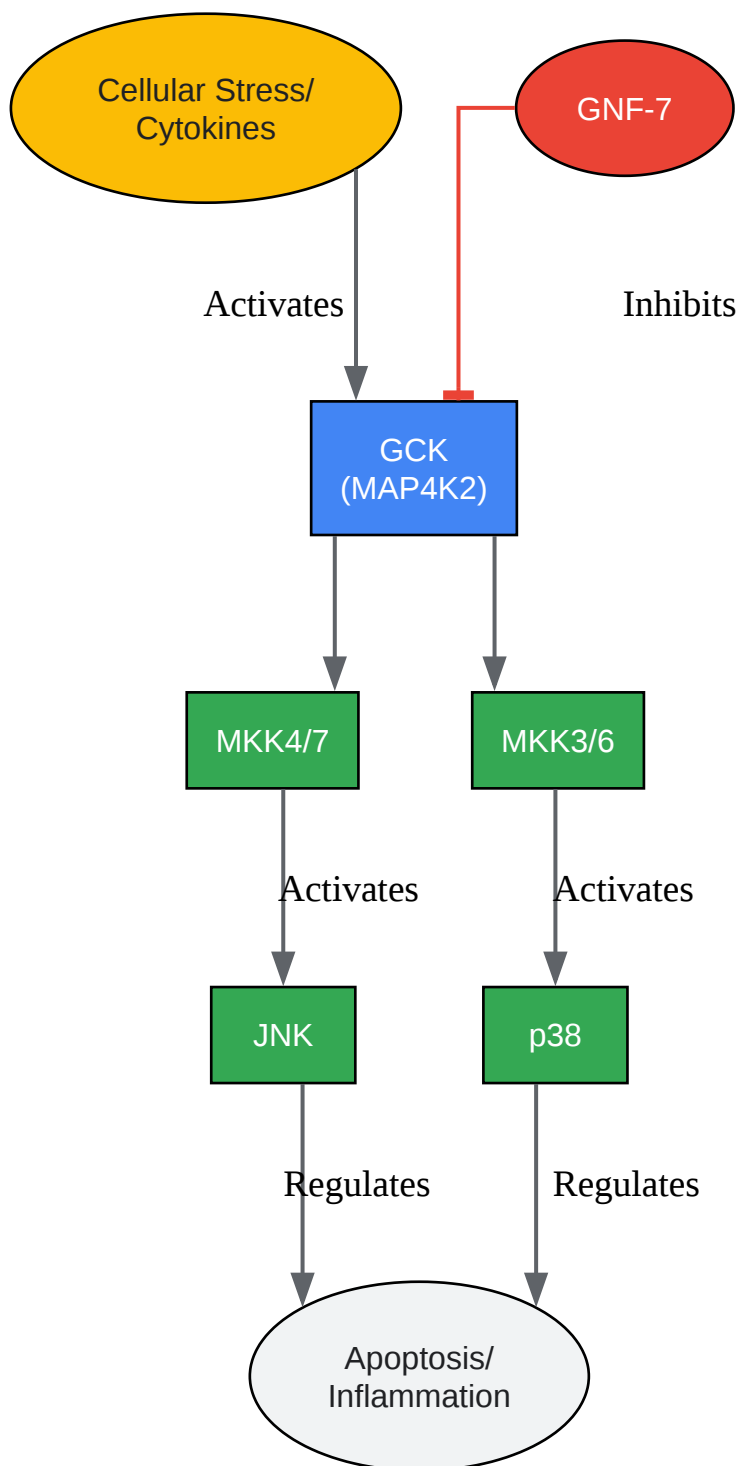 Cellular Stress/
Cytokines
GNF-7
Activates
Inhibits
GCK
(MAP4K2)
MKK4/7
MKK3/6
Activates
Activates
JNK
p38
Regulates
Regulates
Apoptosis/
Inflammation